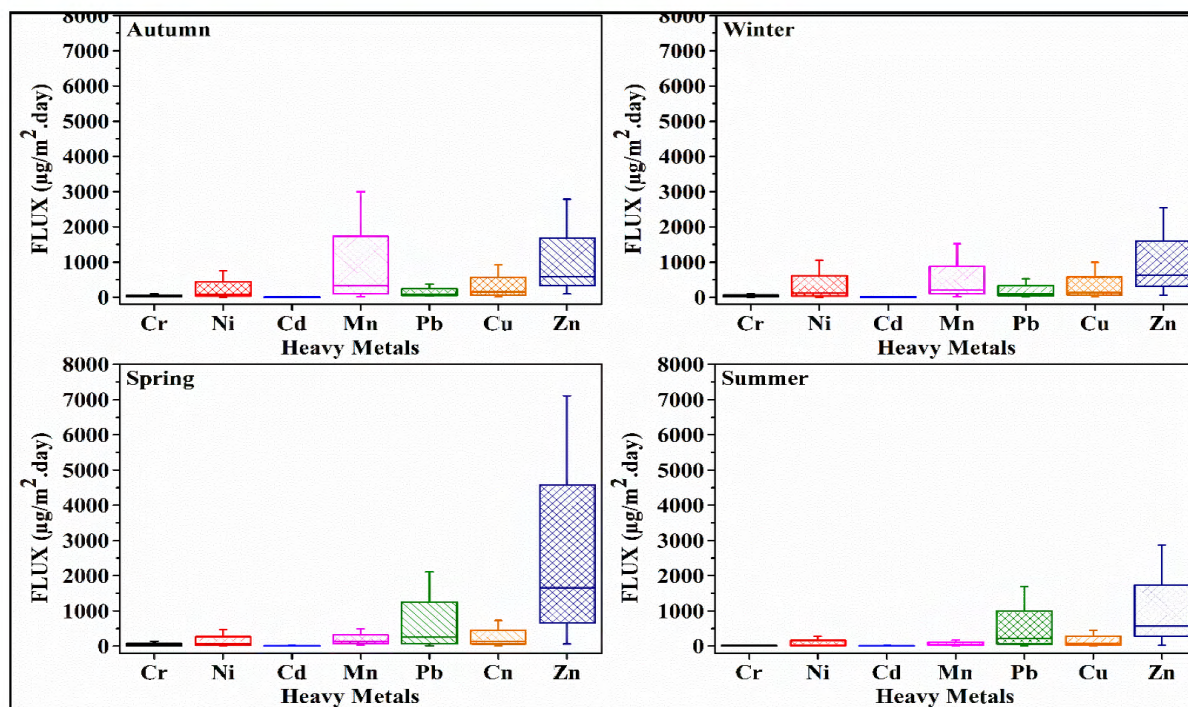 Autumn
FLUX (µg/m².day)
8000
7000
6000
5000
4000
3000
2000
1000
0
Cr Ni Cd Mn Pb Cu Zn
Heavy Metals
Winter
FLUX (µg/m².day)
8000
7000
6000
5000
4000
3000
2000
1000
0
Cr Ni Cd Mn Pb Cu Zn
Heavy Metals
Spring
FLUX (µg/m².day)
8000
7000
6000
5000
4000
3000
2000
1000
0
Cr Ni Cd Mn Pb Cn Zn
Heavy Metals
Summer
FLUX (µg/m².day)
8000
7000
6000
5000
4000
3000
2000
1000
0
Cr Ni Cd Mn Pb Cu Zn
Heavy Metals